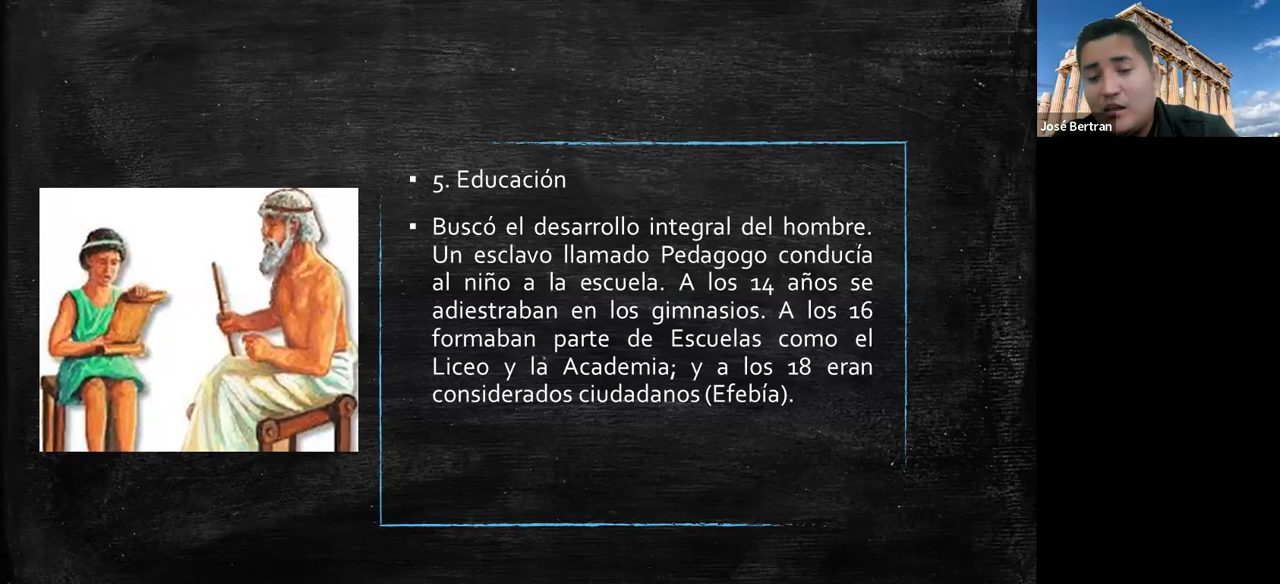 5. Educación
Buscó el desarrollo integral del hombre.
Un esclavo llamado Pedagogo conducía
al niño a la escuela. A los 14 años se
adiestraban en los gimnasios. A los 16
formaban parte de Escuelas como el
Liceo y la Academia; y a los 18 eran
considerados ciudadanos (Efebía).
José Bertran